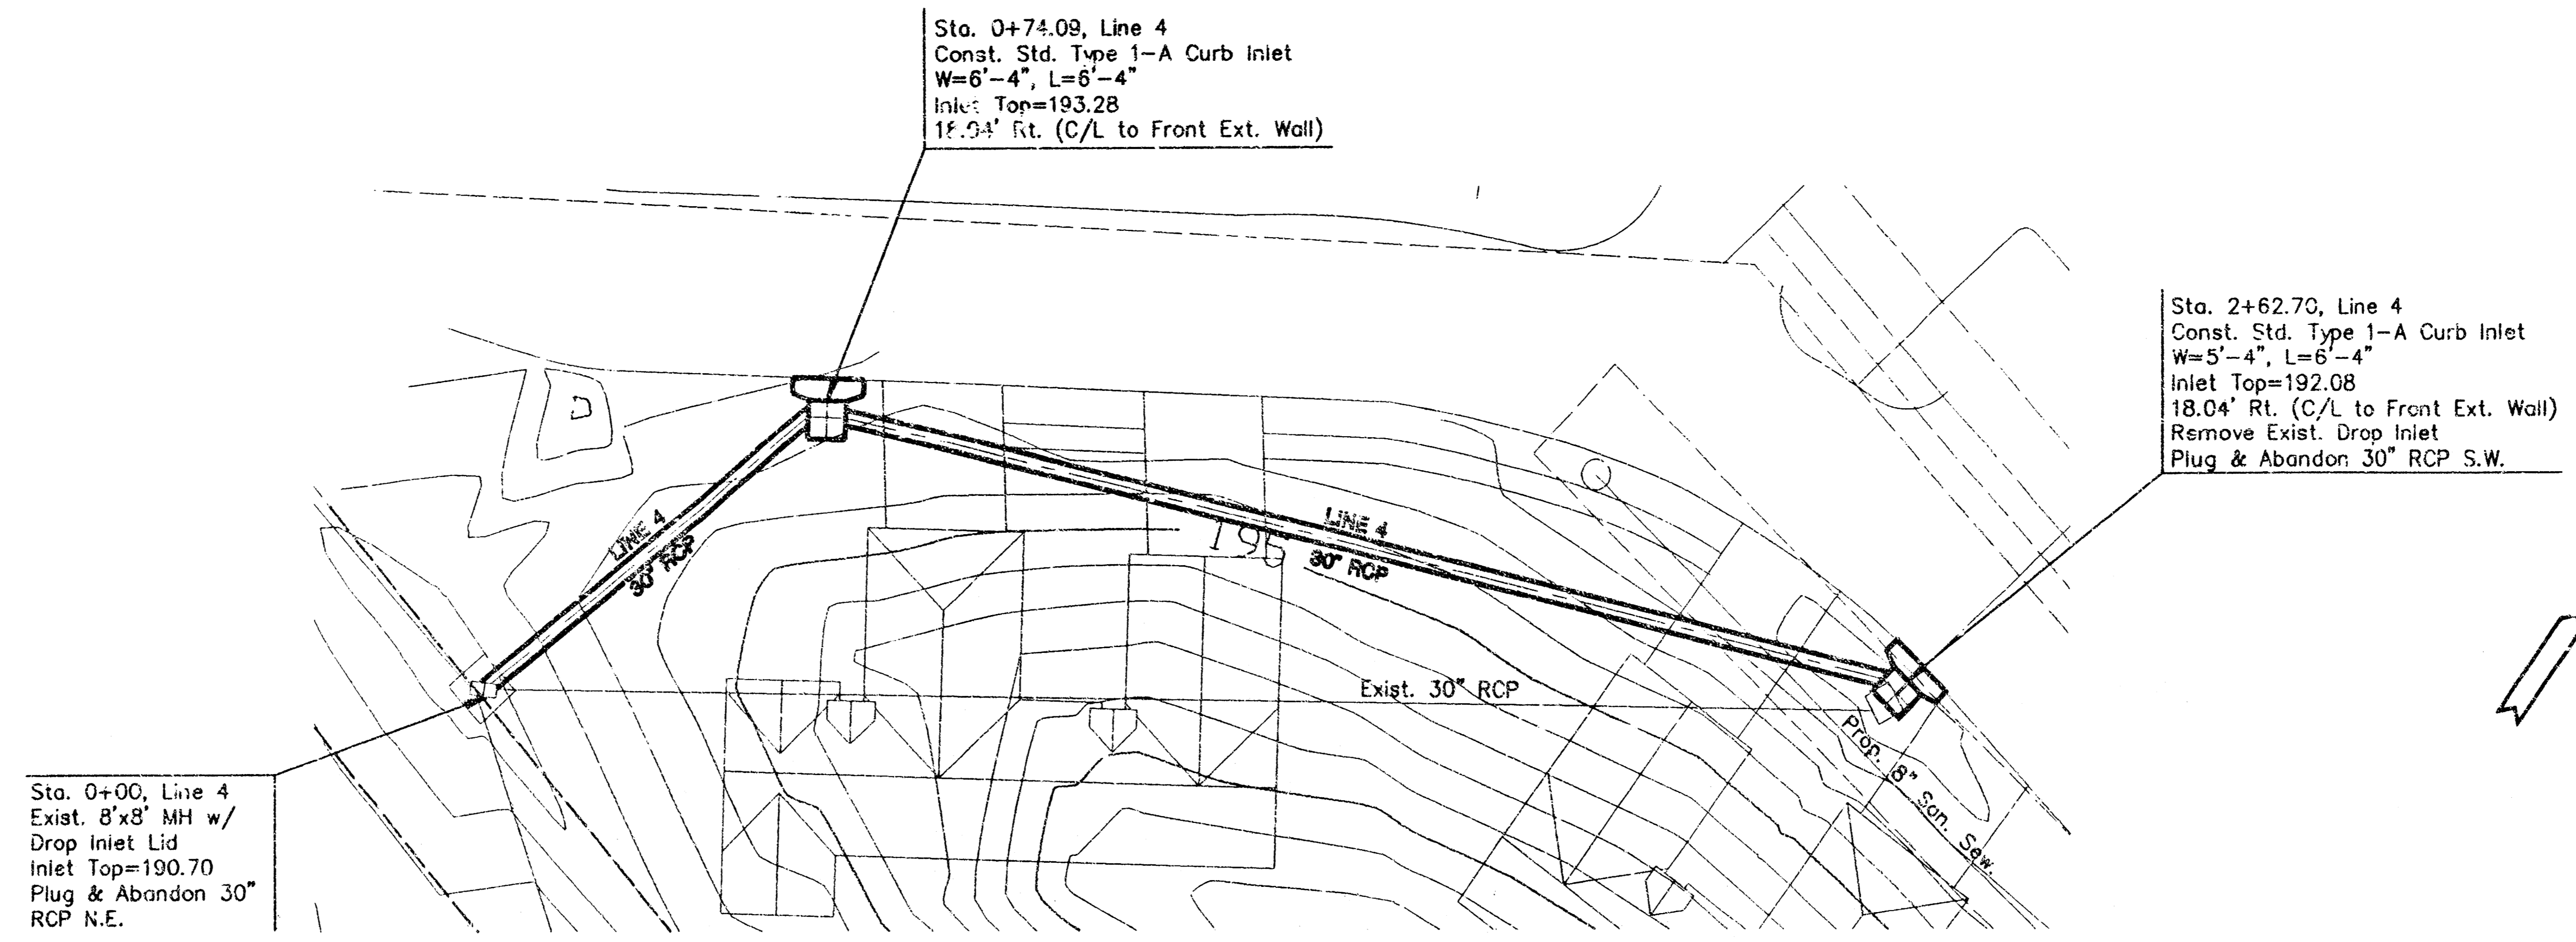 Sta. 0+74.09, Line 4
Const. Std. Type 1-A Curb Inlet
W=6'-4", L=6'-4"
Inlet Top=193.28
18.04' Rt. (C/L to Front Ext. Wall)
Sta. 2+62.70, Line 4
Const. Std. Type 1-A Curb Inlet
W=5'-4", L=6'-4"
Inlet Top=192.08
18.04' Rt. (C/L to Front Ext. Wall)
Remove Exist. Drop Inlet
Plug & Abandon 30" RCP S.W.
LINE 4
30" RCP
LINE 4
30" RCP
195
Exist. 30" RCP
Prop. 8" San. Sew.
Sta. 0+00, Line 4
Exist. 8'x8' MH w/
Drop Inlet Lid
Inlet Top=190.70
Plug & Abandon 30"
RCP N.E.